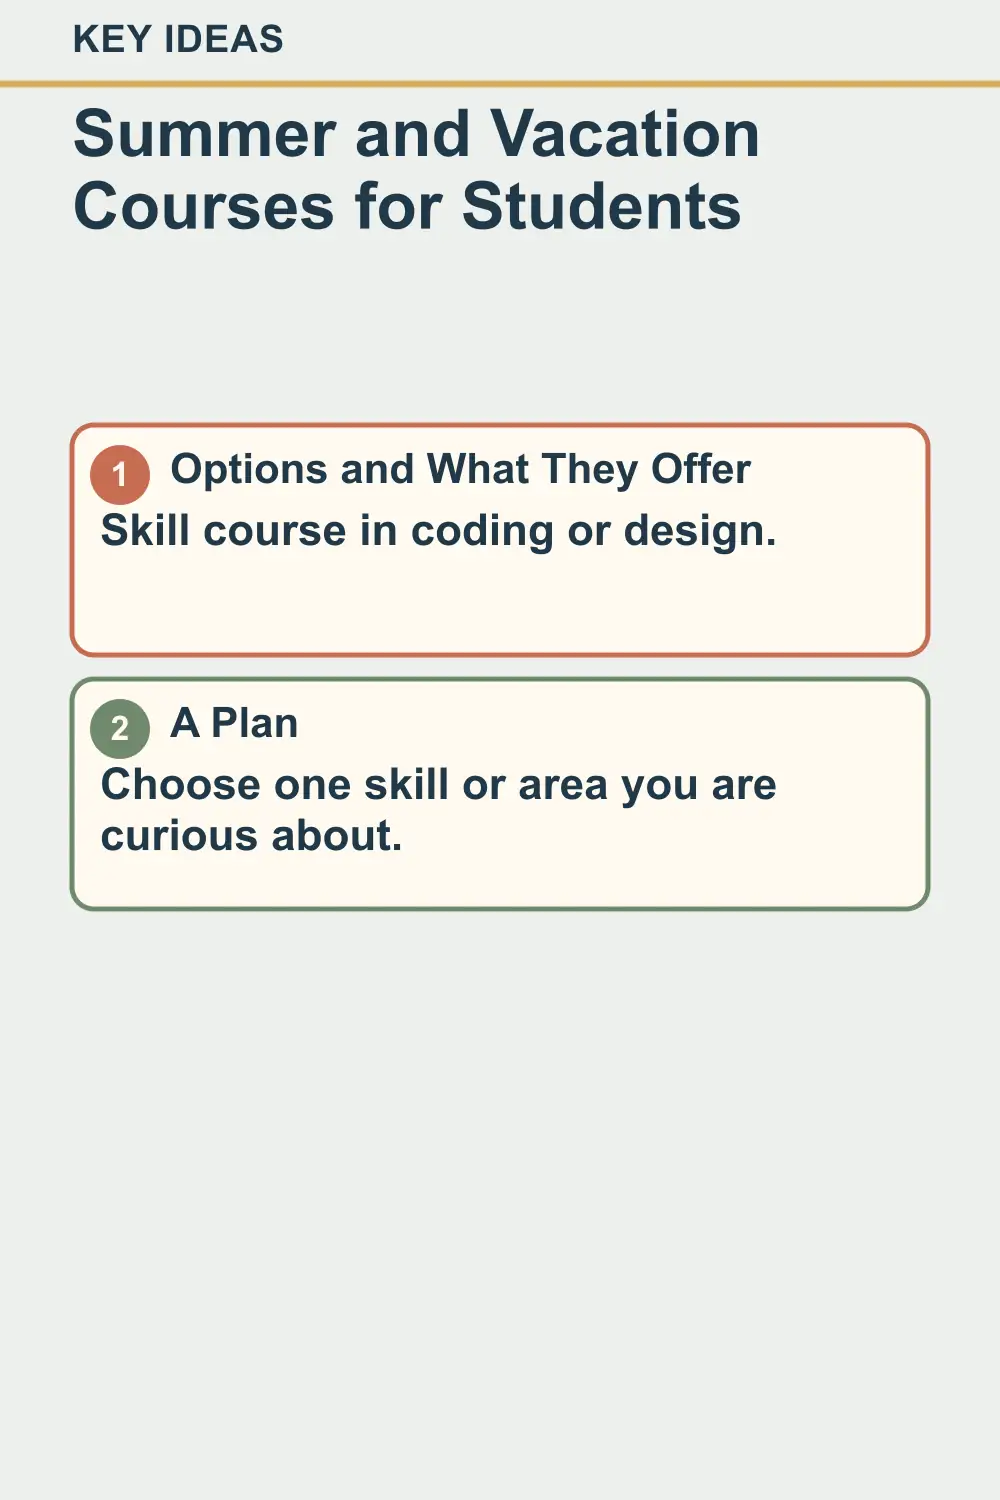 KEY IDEAS
Summer and Vacation
Courses for Students
1 Options and What They Offer
Skill course in coding or design.
2 A Plan
Choose one skill or area you are
curious about.